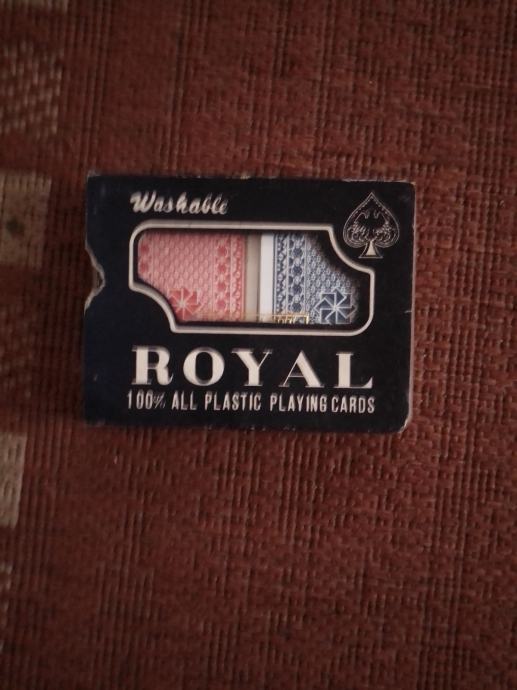 Washable
ROYAL
100% ALL PLASTIC PLAYING CARDS